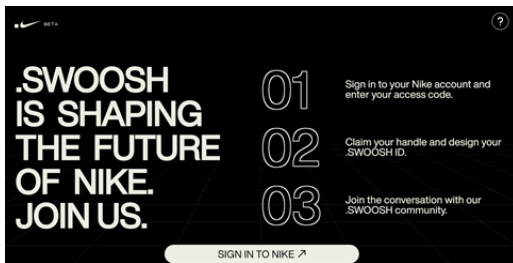 BETA
?
.SWOOSH
IS SHAPING
THE FUTURE
OF NIKE.
JOIN US.
01
Sign in to your Nike account and
enter your access code.
02
Claim your handle and design your
.SWOOSH ID.
03
Join the conversation with our
.SWOOSH community.
SIGN IN TO NIKE ↗